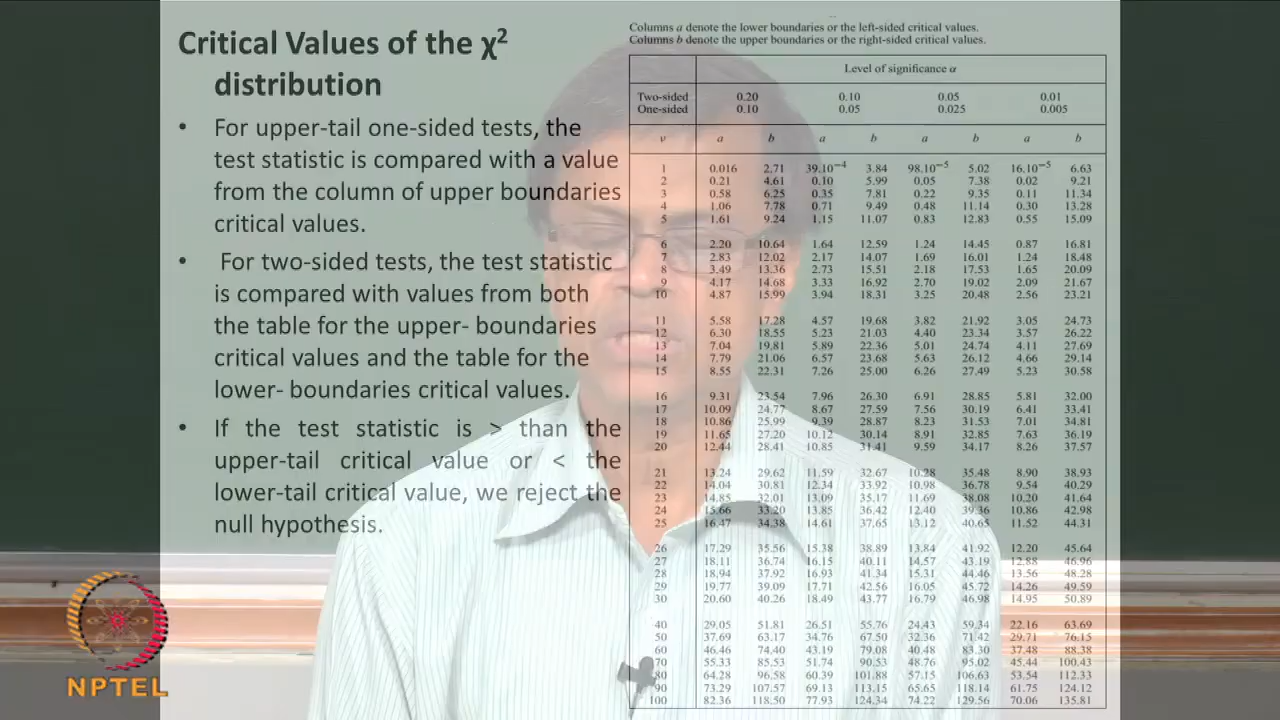 Critical Values of the χ²
distribution
• For upper-tail one-sided tests, the
test statistic is compared with a value
from the column of upper boundaries
critical values.
• For two-sided tests, the test statistic
is compared with values from both
the table for the upper- boundaries
critical values and the table for the
lower- boundaries critical values.
• If the test statistic is > than the
upper-tail critical value or < the
lower-tail critical value, we reject the
null hypothesis.
Columns a denote the lower boundaries or the left-sided critical values.
Columns b denote the upper boundaries or the right-sided critical values.
Level of significance α
Two-sided 0.20 0.10 0.05 0.01
One-sided 0.10 0.05 0.025 0.005
ν a b a b a b a b
1 0.016 2.71 39.10⁻⁴ 3.84 98.10⁻⁵ 5.02 16.10⁻⁵ 6.63
2 0.21 4.61 0.10 5.99 0.05 7.38 0.02 9.21
3 0.58 6.25 0.35 7.81 0.22 9.35 0.11 11.34
4 1.06 7.78 0.71 9.49 0.48 11.14 0.30 13.28
5 1.61 9.24 1.15 11.07 0.83 12.83 0.55 15.09
6 2.20 10.64 1.64 12.59 1.24 14.45 0.87 16.81
7 2.83 12.02 2.17 14.07 1.69 16.01 1.24 18.48
8 3.49 13.36 2.73 15.51 2.18 17.53 1.65 20.09
9 4.17 14.68 3.33 16.92 2.70 19.02 2.09 21.67
10 4.87 15.99 3.94 18.31 3.25 20.48 2.56 23.21
11 5.58 17.28 4.57 19.68 3.82 21.92 3.05 24.73
12 6.30 18.55 5.23 21.03 4.40 23.34 3.57 26.22
13 7.04 19.81 5.89 22.36 5.01 24.74 4.11 27.69
14 7.79 21.06 6.57 23.68 5.63 26.12 4.66 29.14
15 8.55 22.31 7.26 25.00 6.26 27.49 5.23 30.58
16 9.31 23.54 7.96 26.30 6.91 28.85 5.81 32.00
17 10.09 24.77 8.67 27.59 7.56 30.19 6.41 33.41
18 10.86 25.99 9.39 28.87 8.23 31.53 7.01 34.81
19 11.65 27.20 10.12 30.14 8.91 32.85 7.63 36.19
20 12.44 28.41 10.85 31.41 9.59 34.17 8.26 37.57
21 13.24 29.62 11.59 32.67 10.28 35.48 8.90 38.93
22 14.04 30.81 12.34 33.92 10.98 36.78 9.54 40.29
23 14.85 32.01 13.09 35.17 11.69 38.08 10.20 41.64
24 15.66 33.20 13.85 36.42 12.40 39.36 10.86 42.98
25 16.47 34.38 14.61 37.65 13.12 40.65 11.52 44.31
26 17.29 35.56 15.38 38.89 13.84 41.92 12.20 45.64
27 18.11 36.74 16.15 40.11 14.57 43.19 12.88 46.96
28 18.94 37.92 16.93 41.34 15.31 44.46 13.56 48.28
29 19.77 39.09 17.71 42.56 16.05 45.72 14.26 49.59
30 20.60 40.26 18.49 43.77 16.79 46.98 14.95 50.89
40 29.05 51.81 26.51 55.76 24.43 59.34 22.16 63.69
50 37.69 63.17 34.76 67.50 32.36 71.42 29.71 76.15
60 46.46 74.40 43.19 79.08 40.48 83.30 37.48 88.38
70 55.33 85.53 51.74 90.53 48.76 95.02 45.44 100.43
80 64.28 96.58 60.39 101.88 57.15 106.63 53.54 112.33
90 73.29 107.57 69.13 113.15 65.65 118.14 61.75 124.12
100 82.36 118.50 77.93 124.34 74.22 129.56 70.06 135.81
NPTEL